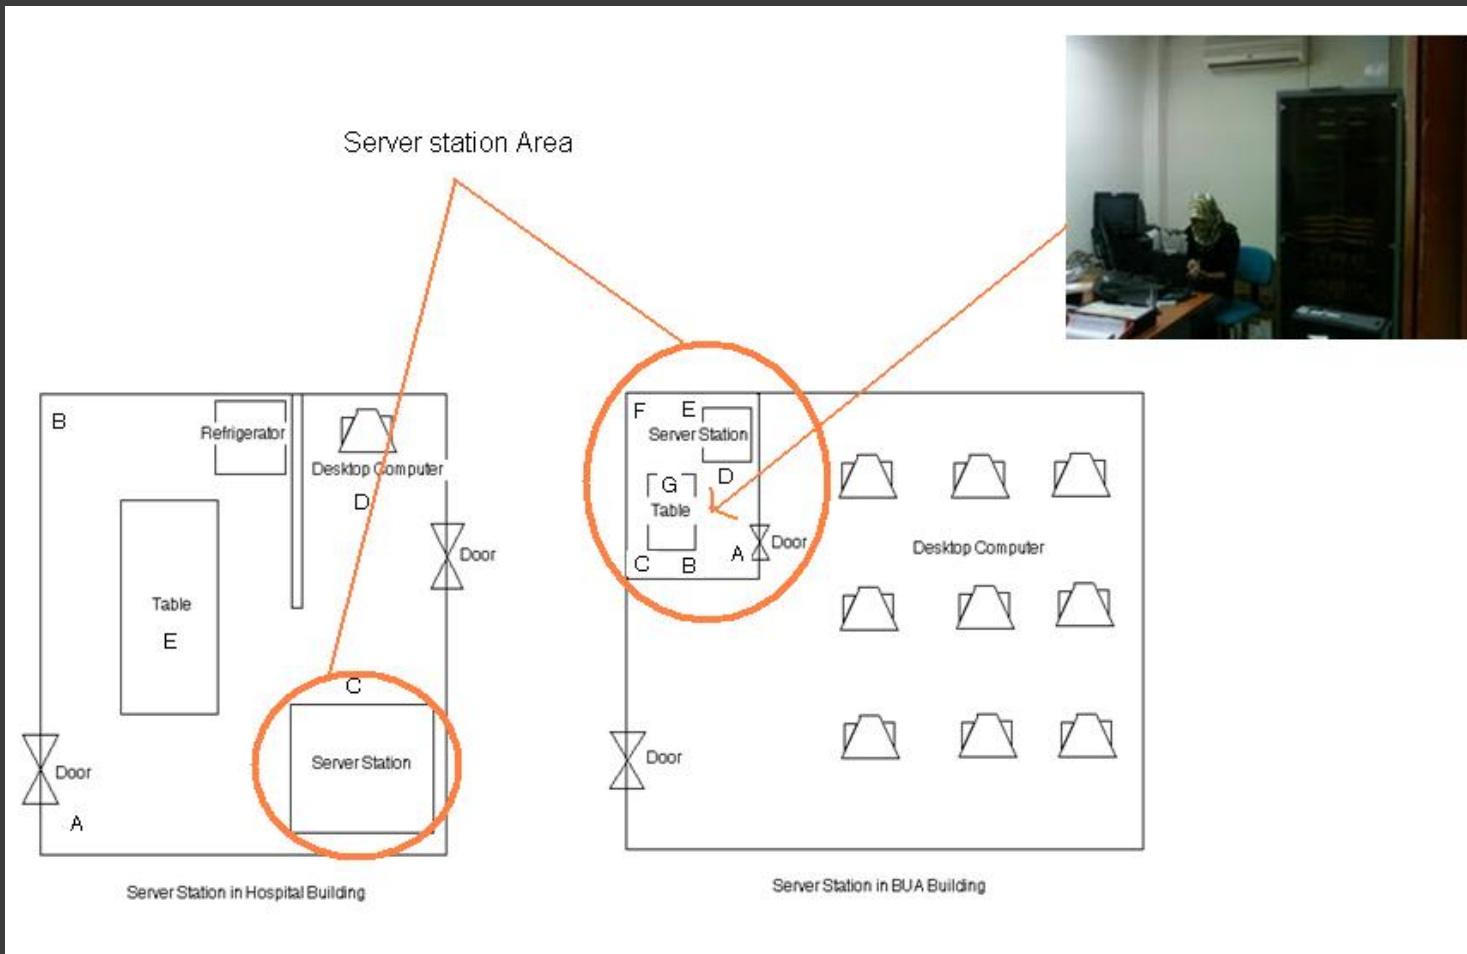 Server station Area
B
Refrigerator
Desktop Computer
D
Door
Table
E
C
Server Station
Door
A
Server Station in Hospital Building
F
E
Server Station
D
G
Table
A
Door
C
B
Desktop Computer
Door
Server Station in BUA Building